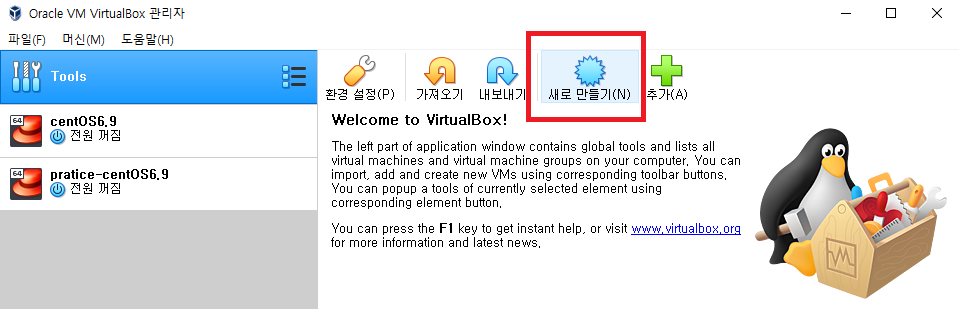 Oracle VM VirtualBox 관리자
파일(F) 머신(M) 도움말(H)
Tools
환경 설정(P) 가져오기 내보내기 새로 만들기(N) 추가(A)
64
centOS6,9
전원 꺼짐
64
pratice-centOS6,9
전원 꺼짐
Welcome to VirtualBox!
The left part of application window contains global tools and lists all
virtual machines and virtual machine groups on your computer, You can
import, add and create new VMs using corresponding toolbar buttons,
You can popup a tools of currently selected element using
corresponding element button,
You can press the F1 key to get instant help, or visit www,virtualbox,org
for more information and latest news,
VM